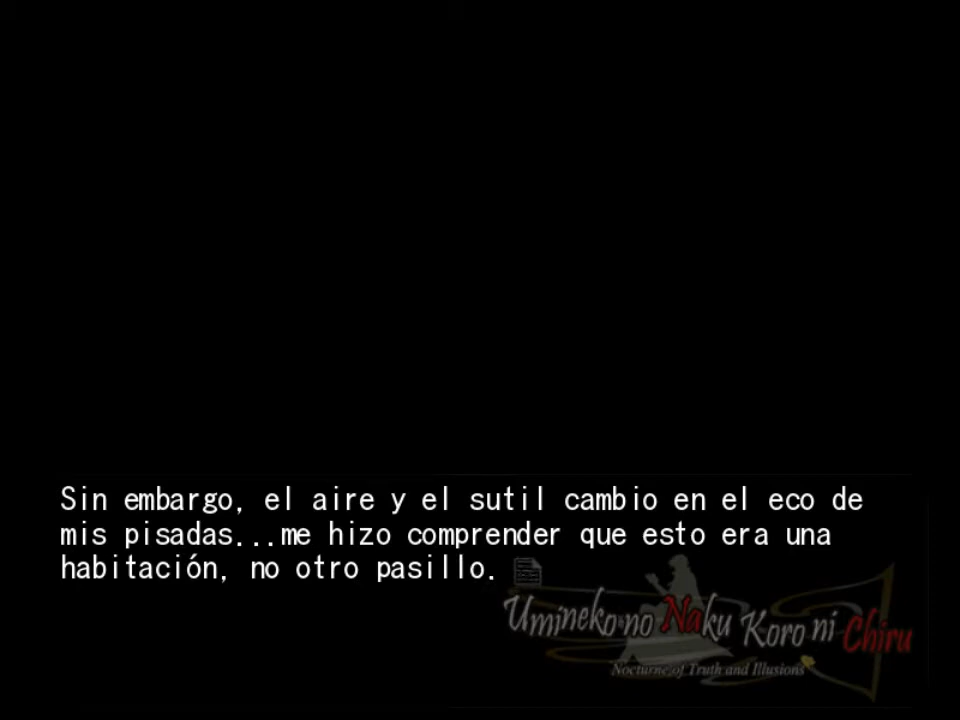 Sin embargo, el aire y el sutil cambio en el eco de
mis pisadas...me hizo comprender que esto era una
habitación, no otro pasillo.
Umineko no Naku Koro ni Chiru
Nocturne of Truth and Illusions